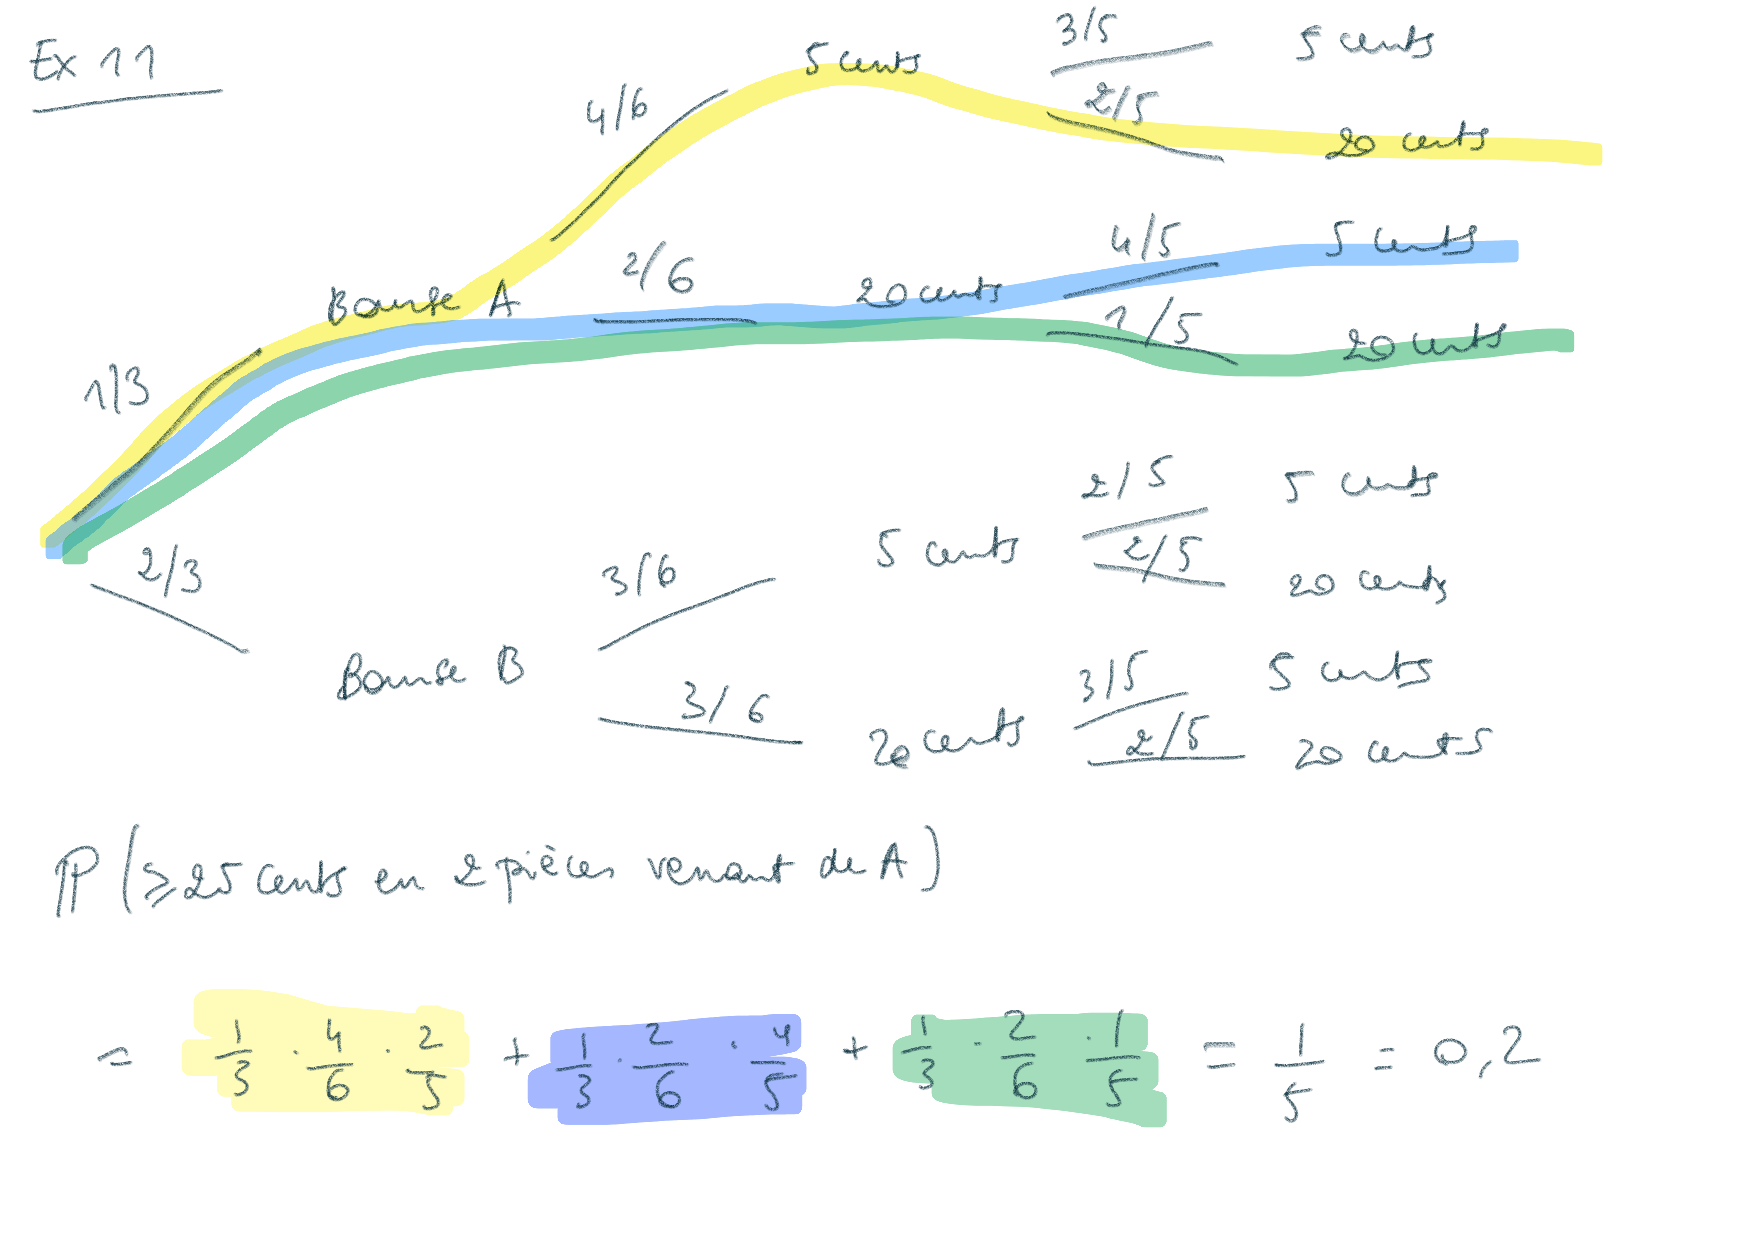 Ex 11
3/5 5 cents
4/6 5 cents 2/5 20 cents
4/5 5 cents
1/3 Bourse A 2/6 20 cents 1/5 20 cents
2/5 5 cents
2/3 3/6 5 cents 2/5 20 cents
Bourse B 3/5 5 cents
3/6 20 cents 2/5 20 cents
ℙ (⩾25 cents en 2 pièces venant de A)
= 1/3 · 4/6 · 2/5 + 1/3 · 2/6 · 4/5 + 1/3 · 2/6 · 1/5 = 1/5 = 0,2